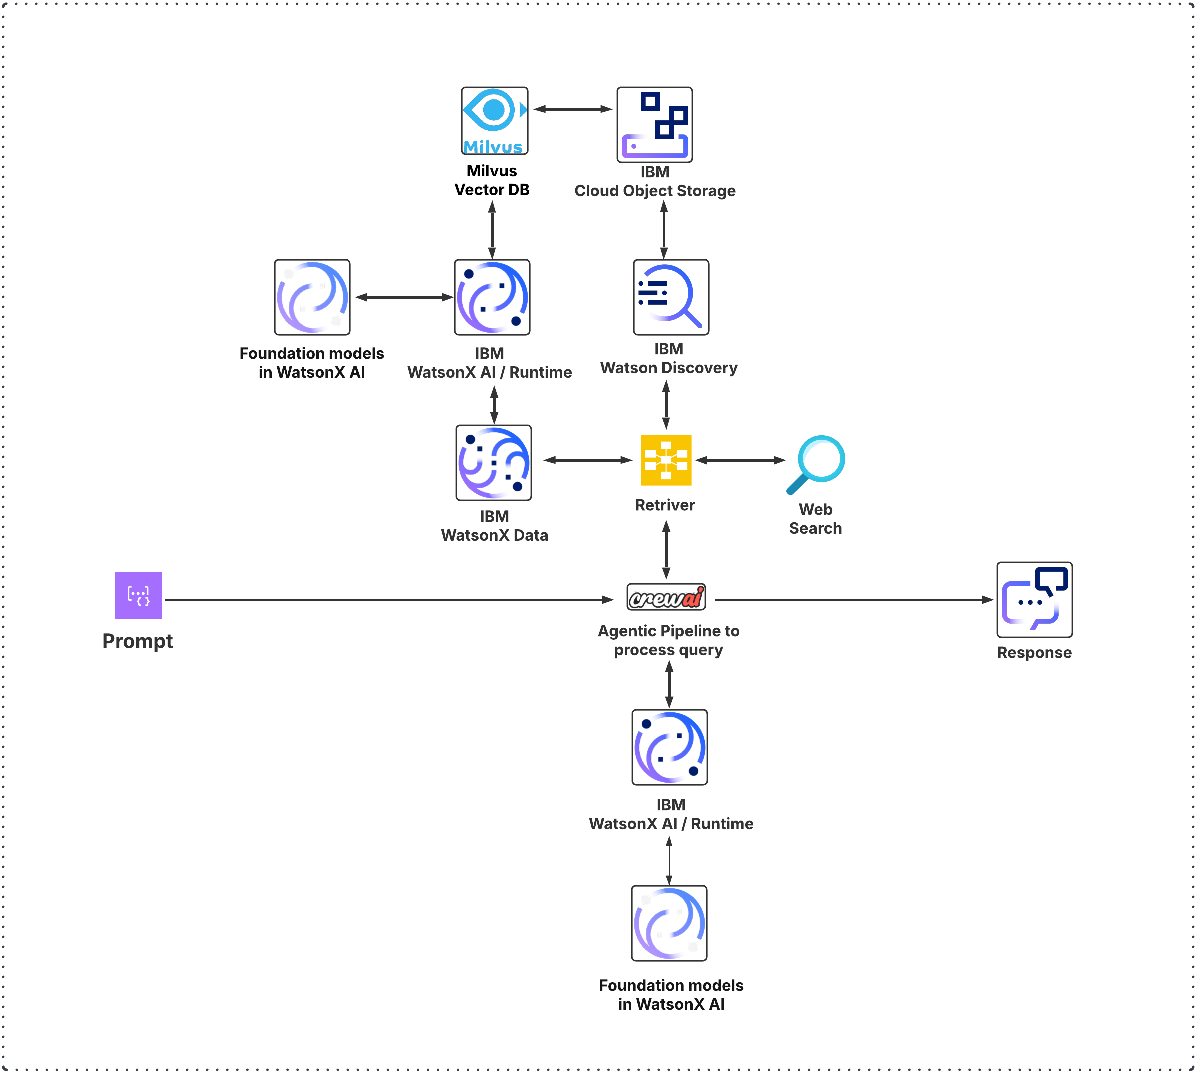 Milvus
Milvus
Vector DB
IBM
Cloud Object Storage
Foundation models
in WatsonX AI
IBM
WatsonX AI / Runtime
IBM
Watson Discovery
IBM
WatsonX Data
Retriver
Web
Search
[...]
{}
Prompt
crewai
Agentic Pipeline to
process query
Response
IBM
WatsonX AI / Runtime
Foundation models
in WatsonX AI